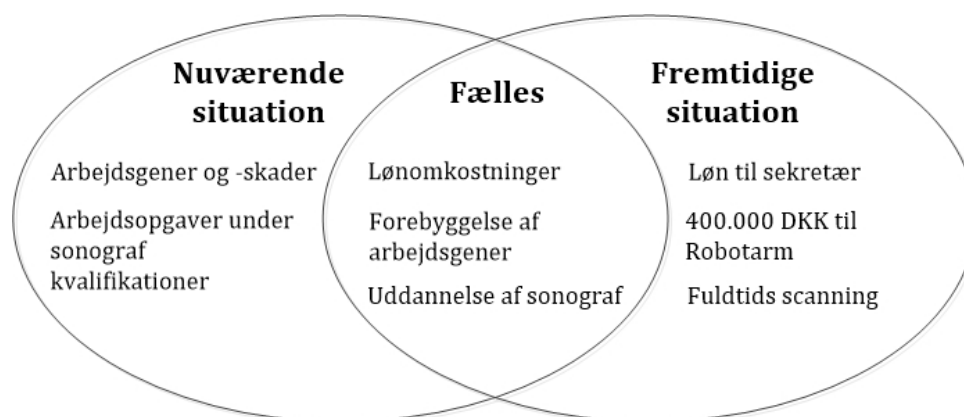 Nuværende
situation
Arbejdsgener og -skader
Arbejdsopgaver under
sonograf
kvalifikationer
Fælles
Lønomkostninger
Forebyggelse af
arbejdsgener
Uddannelse af sonograf
Fremtidige
situation
Løn til sekretær
400.000 DKK til
Robotarm
Fuldtids scanning